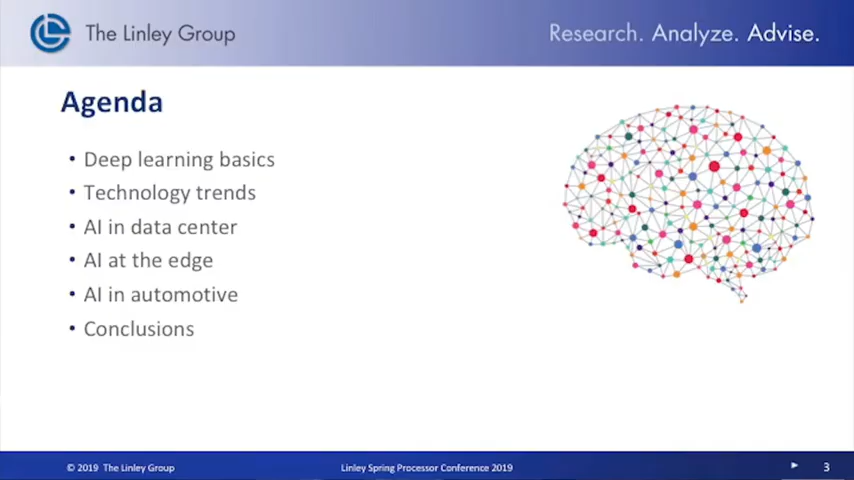 The Linley Group
Research. Analyze. Advise.
Agenda
• Deep learning basics
• Technology trends
• AI in data center
• AI at the edge
• AI in automotive
• Conclusions
© 2019 The Linley Group
Linley Spring Processor Conference 2019
3